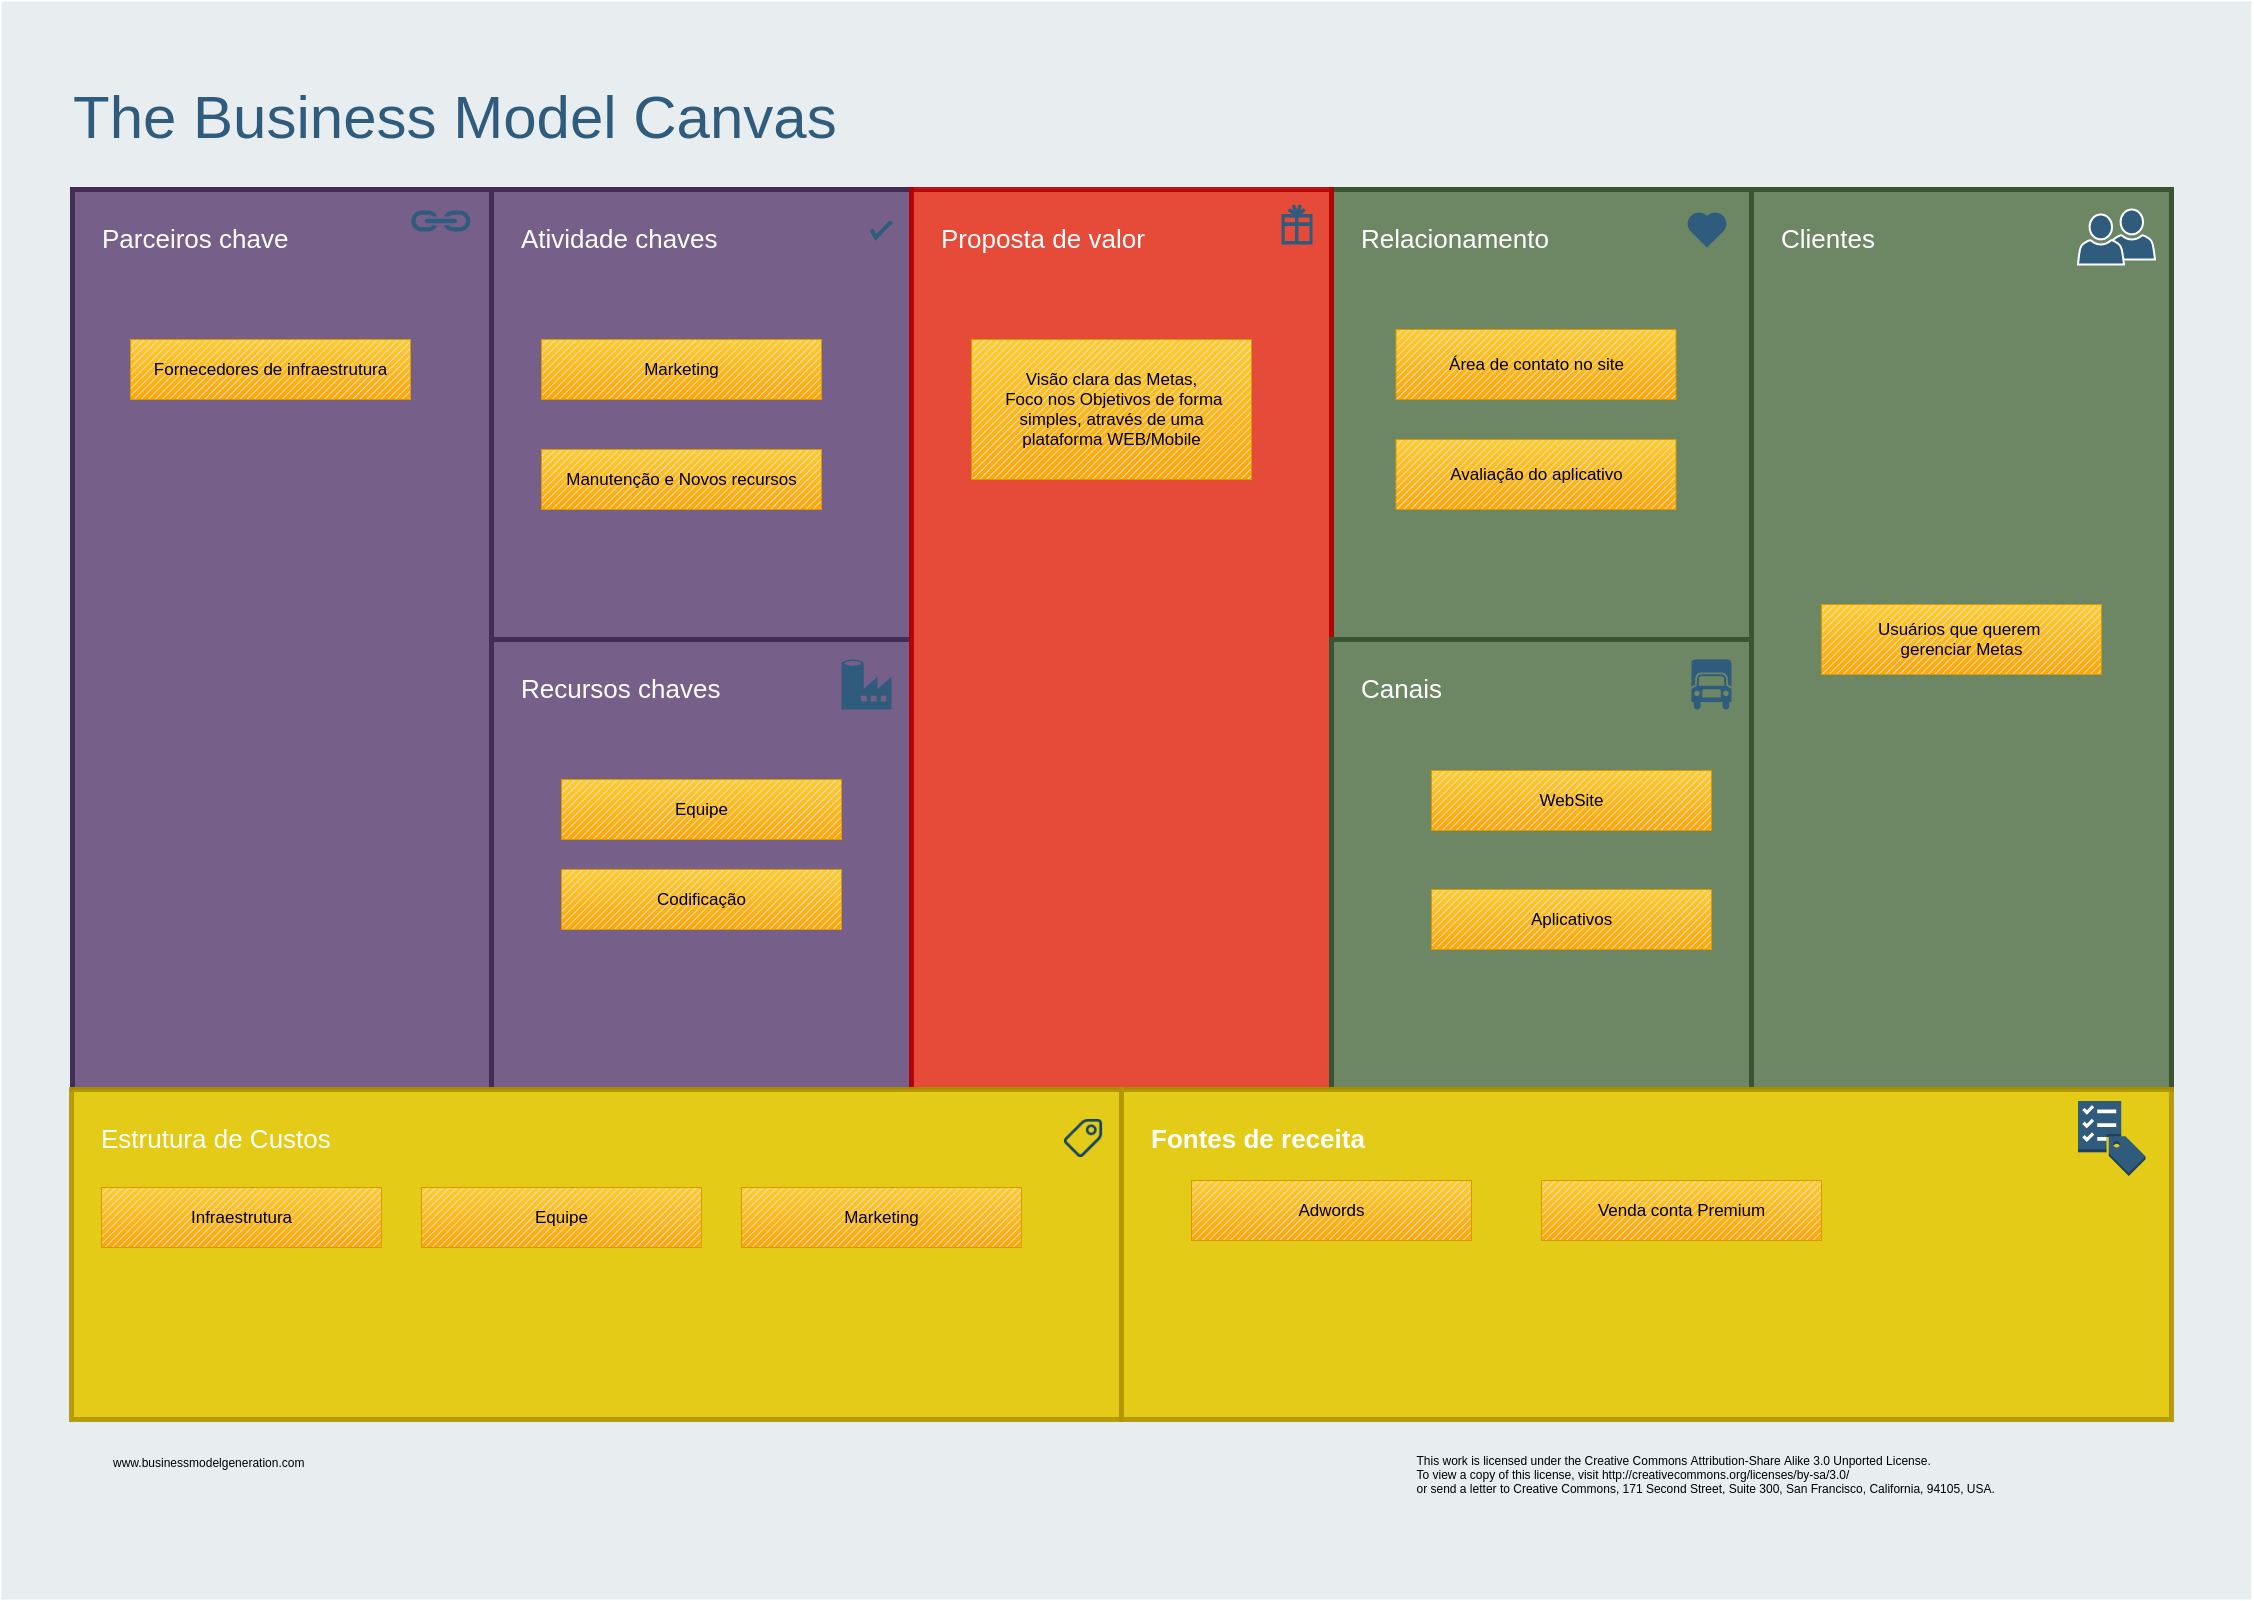 The Business Model Canvas
Parceiros chave
Fornecedores de infraestrutura
Atividade chaves
Marketing
Manutenção e Novos recursos
Recursos chaves
Equipe
Codificação
Proposta de valor
Visão clara das Metas,
Foco nos Objetivos de forma
simples, através de uma
plataforma WEB/Mobile
Relacionamento
Área de contato no site
Avaliação do aplicativo
Canais
WebSite
Aplicativos
Clientes
Usuários que querem
gerenciar Metas
Estrutura de Custos
Infraestrutura
Equipe
Marketing
Fontes de receita
Adwords
Venda conta Premium
www.businessmodelgeneration.com
This work is licensed under the Creative Commons Attribution-Share Alike 3.0 Unported License.
To view a copy of this license, visit http://creativecommons.org/licenses/by-sa/3.0/
or send a letter to Creative Commons, 171 Second Street, Suite 300, San Francisco, California, 94105, USA.